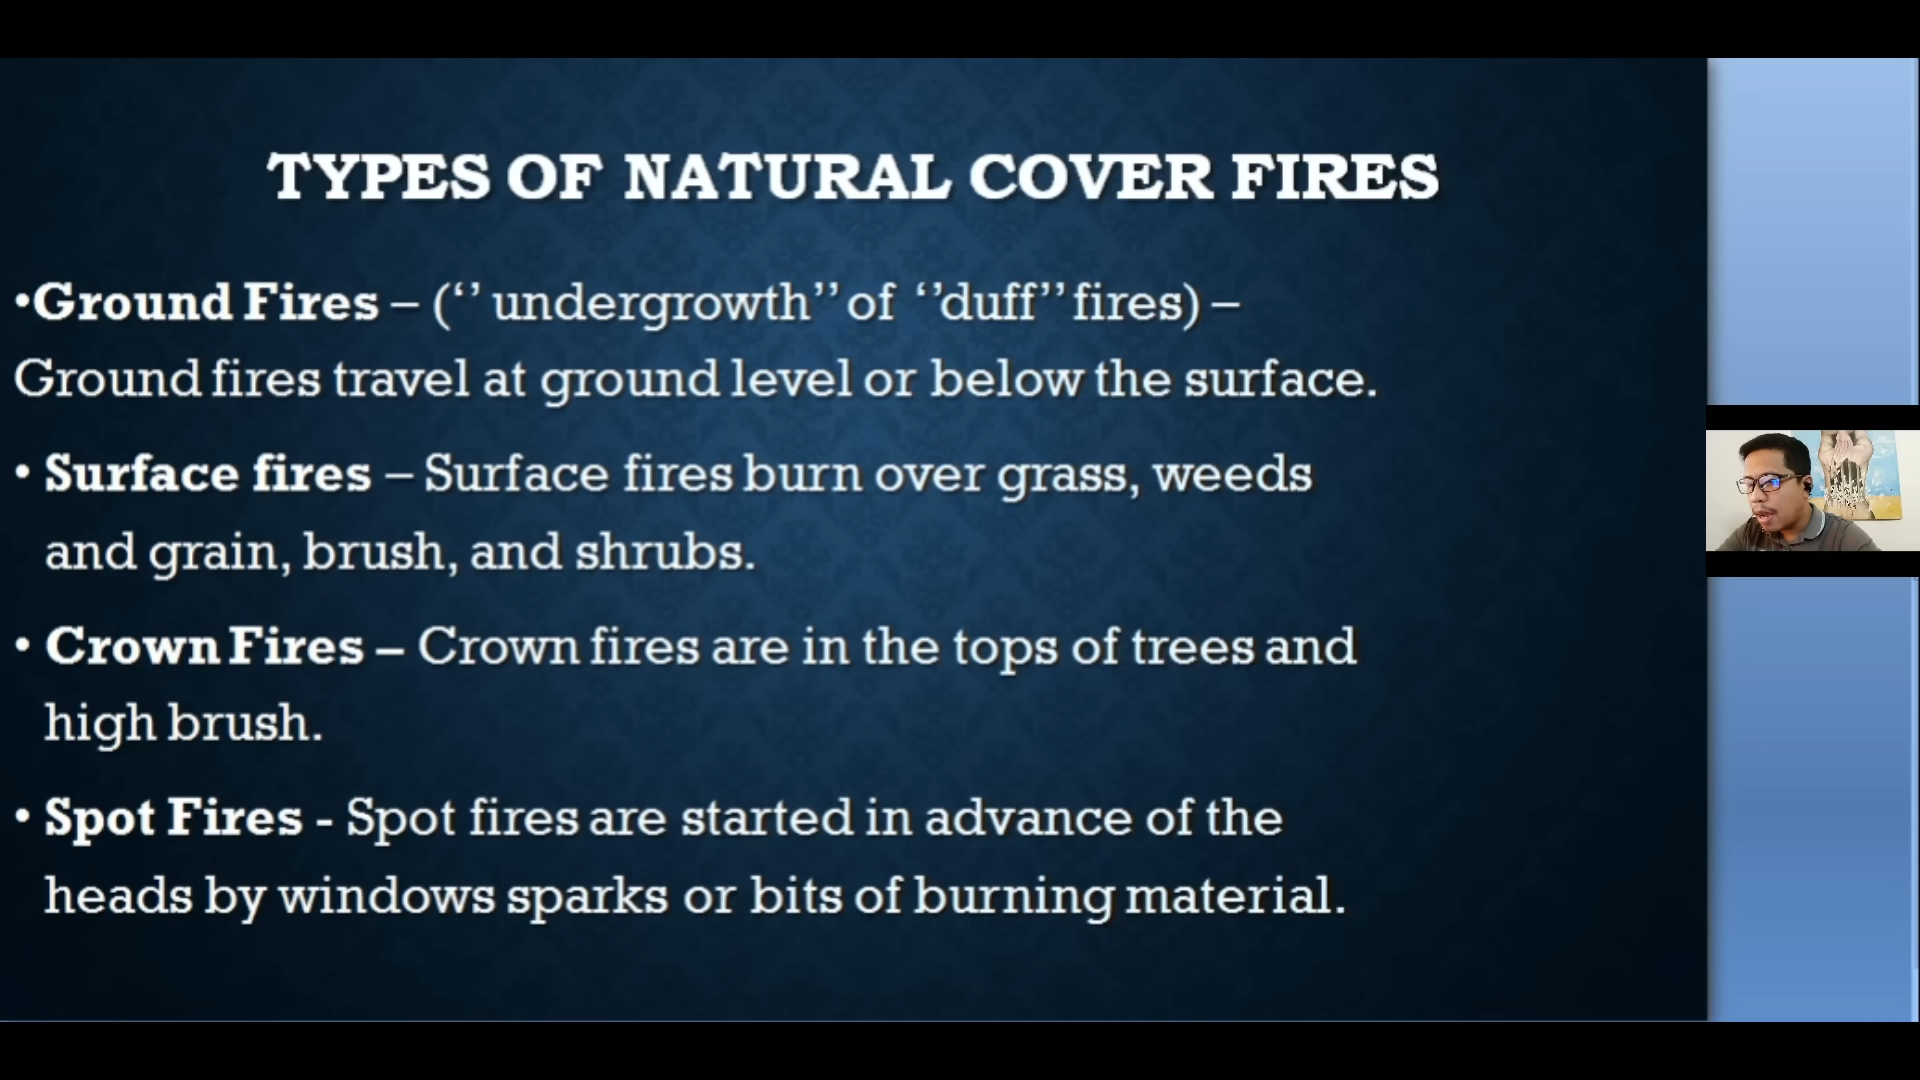 TYPES OF NATURAL COVER FIRES
•Ground Fires – (‘’ undergrowth’’ of ‘’duff’’ fires) –
Ground fires travel at ground level or below the surface.
• Surface fires – Surface fires burn over grass, weeds
and grain, brush, and shrubs.
• Crown Fires – Crown fires are in the tops of trees and
high brush.
• Spot Fires - Spot fires are started in advance of the
heads by windows sparks or bits of burning material.